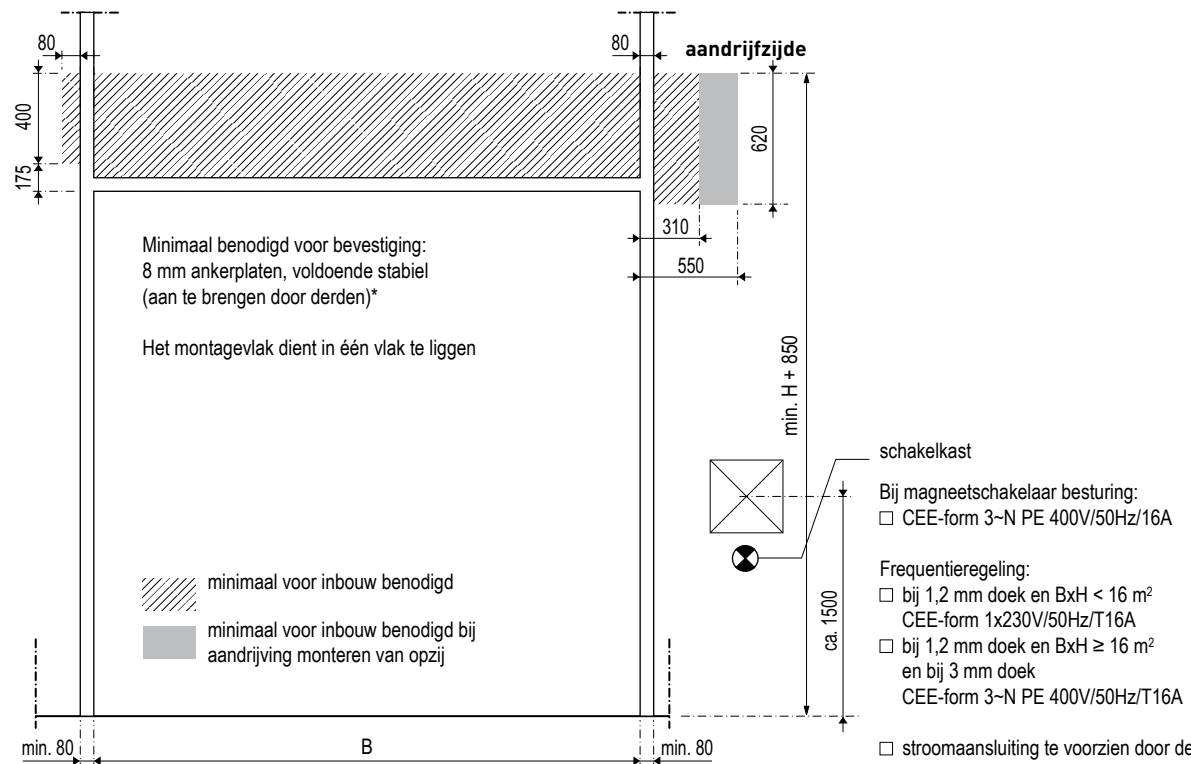 80
80
aandrijfzijde
400
175
620
310
550
Minimaal benodigd voor bevestiging:
8 mm ankerplaten, voldoende stabiel
(aan te brengen door derden)*
Het montagevlak dient in één vlak te liggen
min. H + 850
schakelkast
Bij magneetschakelaar besturing:
□ CEE-form 3~N PE 400V/50Hz/16A
Frequentieregeling:
□ bij 1,2 mm doek en BxH < 16 m²
CEE-form 1x230V/50Hz/T16A
□ bij 1,2 mm doek en BxH ≥ 16 m²
en bij 3 mm doek
CEE-form 3~N PE 400V/50Hz/T16A
□ stroomaansluiting te voorzien door de
minimaal voor inbouw benodigd
minimaal voor inbouw benodigd bij
aandrijving monteren van opzij
ca. 1500
min. 80
B
min. 80